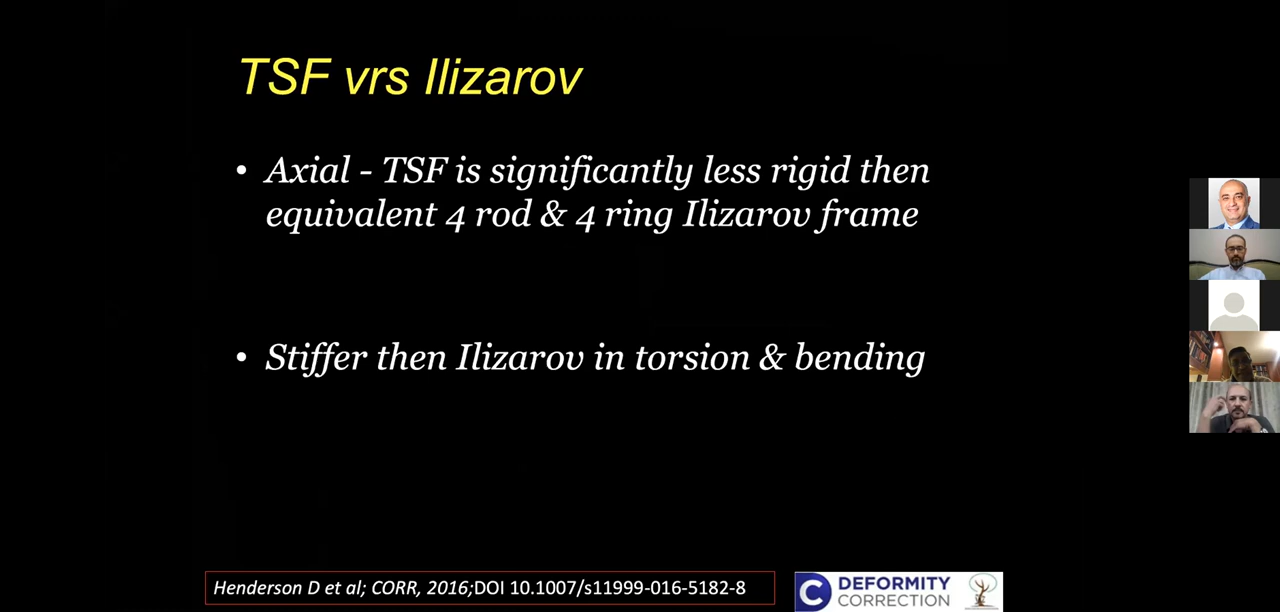 TSF vrs Ilizarov
• Axial - TSF is significantly less rigid then
equivalent 4 rod & 4 ring Ilizarov frame
• Stiffer then Ilizarov in torsion & bending
Henderson D et al; CORR, 2016;DOI 10.1007/s11999-016-5182-8
C DEFORMITY
CORRECTION